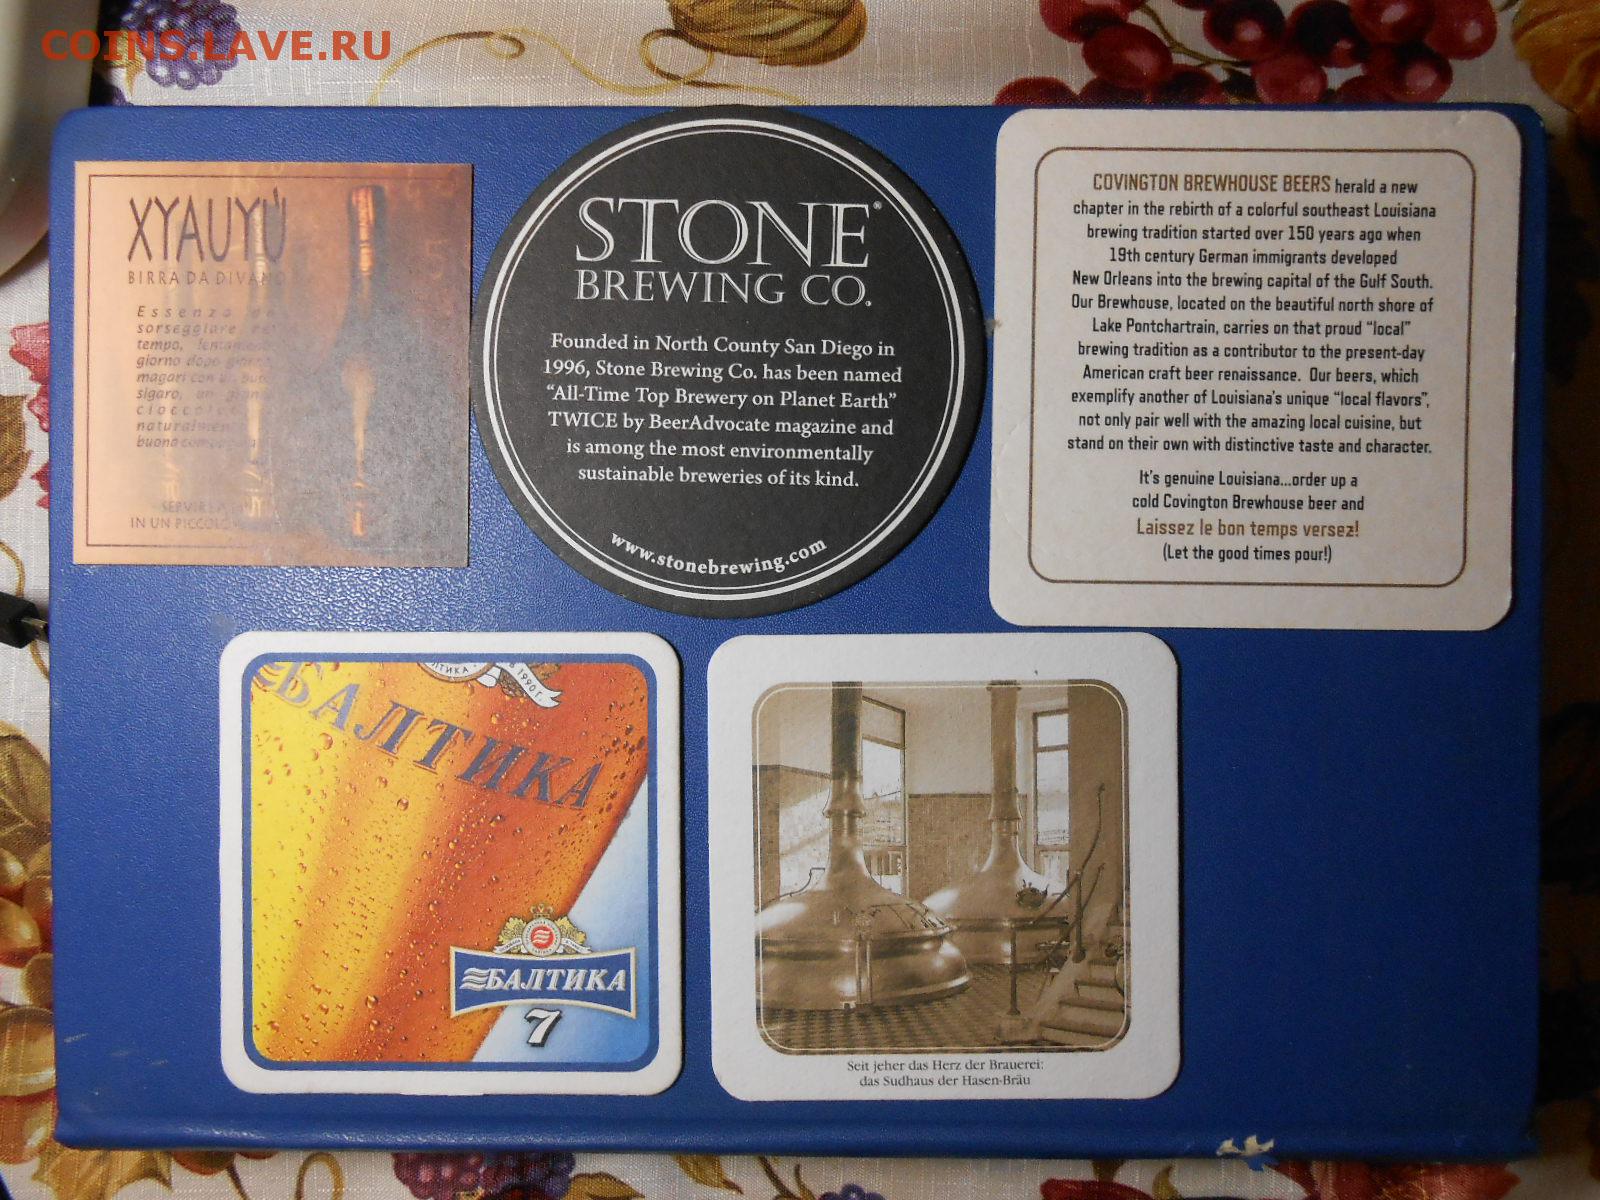 COINS.LAVE.RU
XYAUYÙ
BIRRA DA DIVANO
Essenza
sorseggiare
tempo, lentamente
giorno dopo giorno
magari con un buon
sigaro, un
naturalmente
buona
SERVIRE
IN UN PICCOLO
STONE®
BREWING CO.
Founded in North County San Diego in
1996, Stone Brewing Co. has been named
“All-Time Top Brewery on Planet Earth”
TWICE by BeerAdvocate magazine and
is among the most environmentally
sustainable breweries of its kind.
www.stonebrewing.com
COVINGTON BREWHOUSE BEERS herald a new
chapter in the rebirth of a colorful southeast Louisiana
brewing tradition started over 150 years ago when
19th century German immigrants developed
New Orleans into the brewing capital of the Gulf South.
Our Brewhouse, located on the beautiful north shore of
Lake Pontchartrain, carries on that proud “local”
brewing tradition as a contributor to the present-day
American craft beer renaissance. Our beers, which
exemplify another of Louisiana's unique “local flavors”,
not only pair well with the amazing local cuisine, but
stand on their own with distinctive taste and character.
It's genuine Louisiana...order up a
cold Covington Brewhouse beer and
Laissez le bon temps versez!
(Let the good times pour!)
1990 г.
БАЛТИКА
БАЛТИКА
7
Seit jeher das Herz der Brauerei:
das Sudhaus der Hasen-Bräu